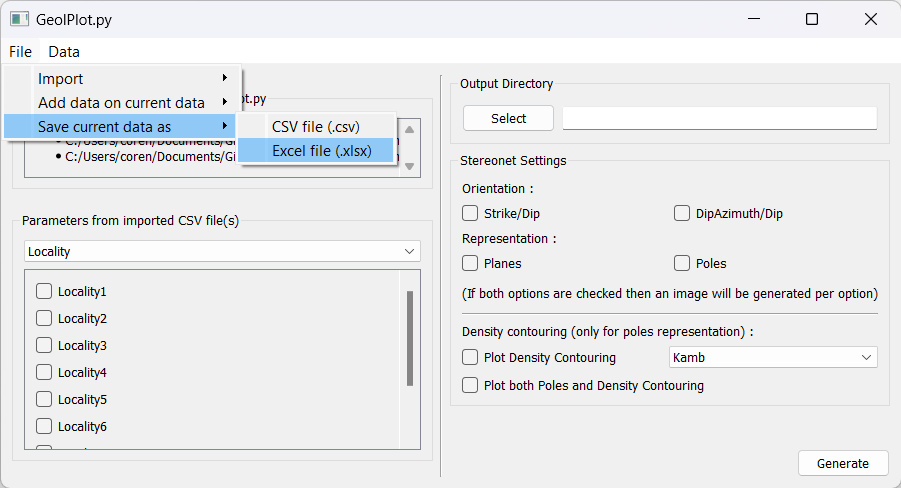 GeolPlot.py
File Data
Import
Add data on current data
Save current data as
CSV file (.csv)
Excel file (.xlsx)
ot.py
• C:/Users/coren/Documents/Gi
• C:/Users/coren/Documents/Gi
Parameters from imported CSV file(s)
Locality
Locality1
Locality2
Locality3
Locality4
Locality5
Locality6
Output Directory
Select
Stereonet Settings
Orientation :
Strike/Dip DipAzimuth/Dip
Representation :
Planes Poles
(If both options are checked then an image will be generated per option)
Density contouring (only for poles representation) :
Plot Density Contouring Kamb
Plot both Poles and Density Contouring
Generate